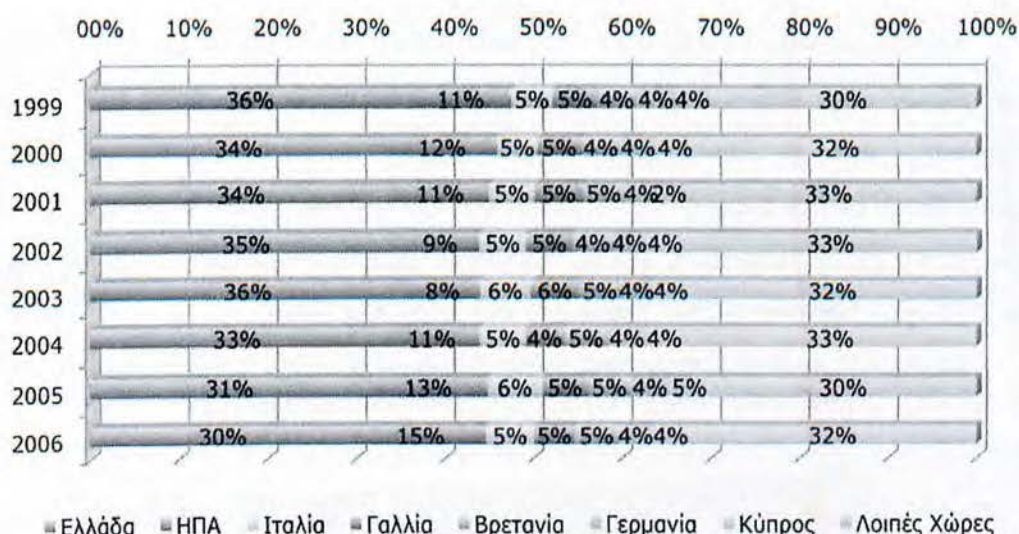 00% 10% 20% 30% 40% 50% 60% 70% 80% 90% 100%
1999 36% 11% 5% 5% 4% 4% 4% 30%
2000 34% 12% 5% 5% 4% 4% 4% 32%
2001 34% 11% 5% 5% 5% 4% 2% 33%
2002 35% 9% 5% 5% 4% 4% 4% 33%
2003 36% 8% 6% 6% 5% 4% 4% 32%
2004 33% 11% 5% 4% 5% 4% 4% 33%
2005 31% 13% 6% 5% 5% 4% 5% 30%
2006 30% 15% 5% 5% 5% 4% 4% 32%
Ελλάδα ΗΠΑ Ιταλία Γαλλία Βρετανία Γερμανία Κύπρος Λοιπές Χώρες